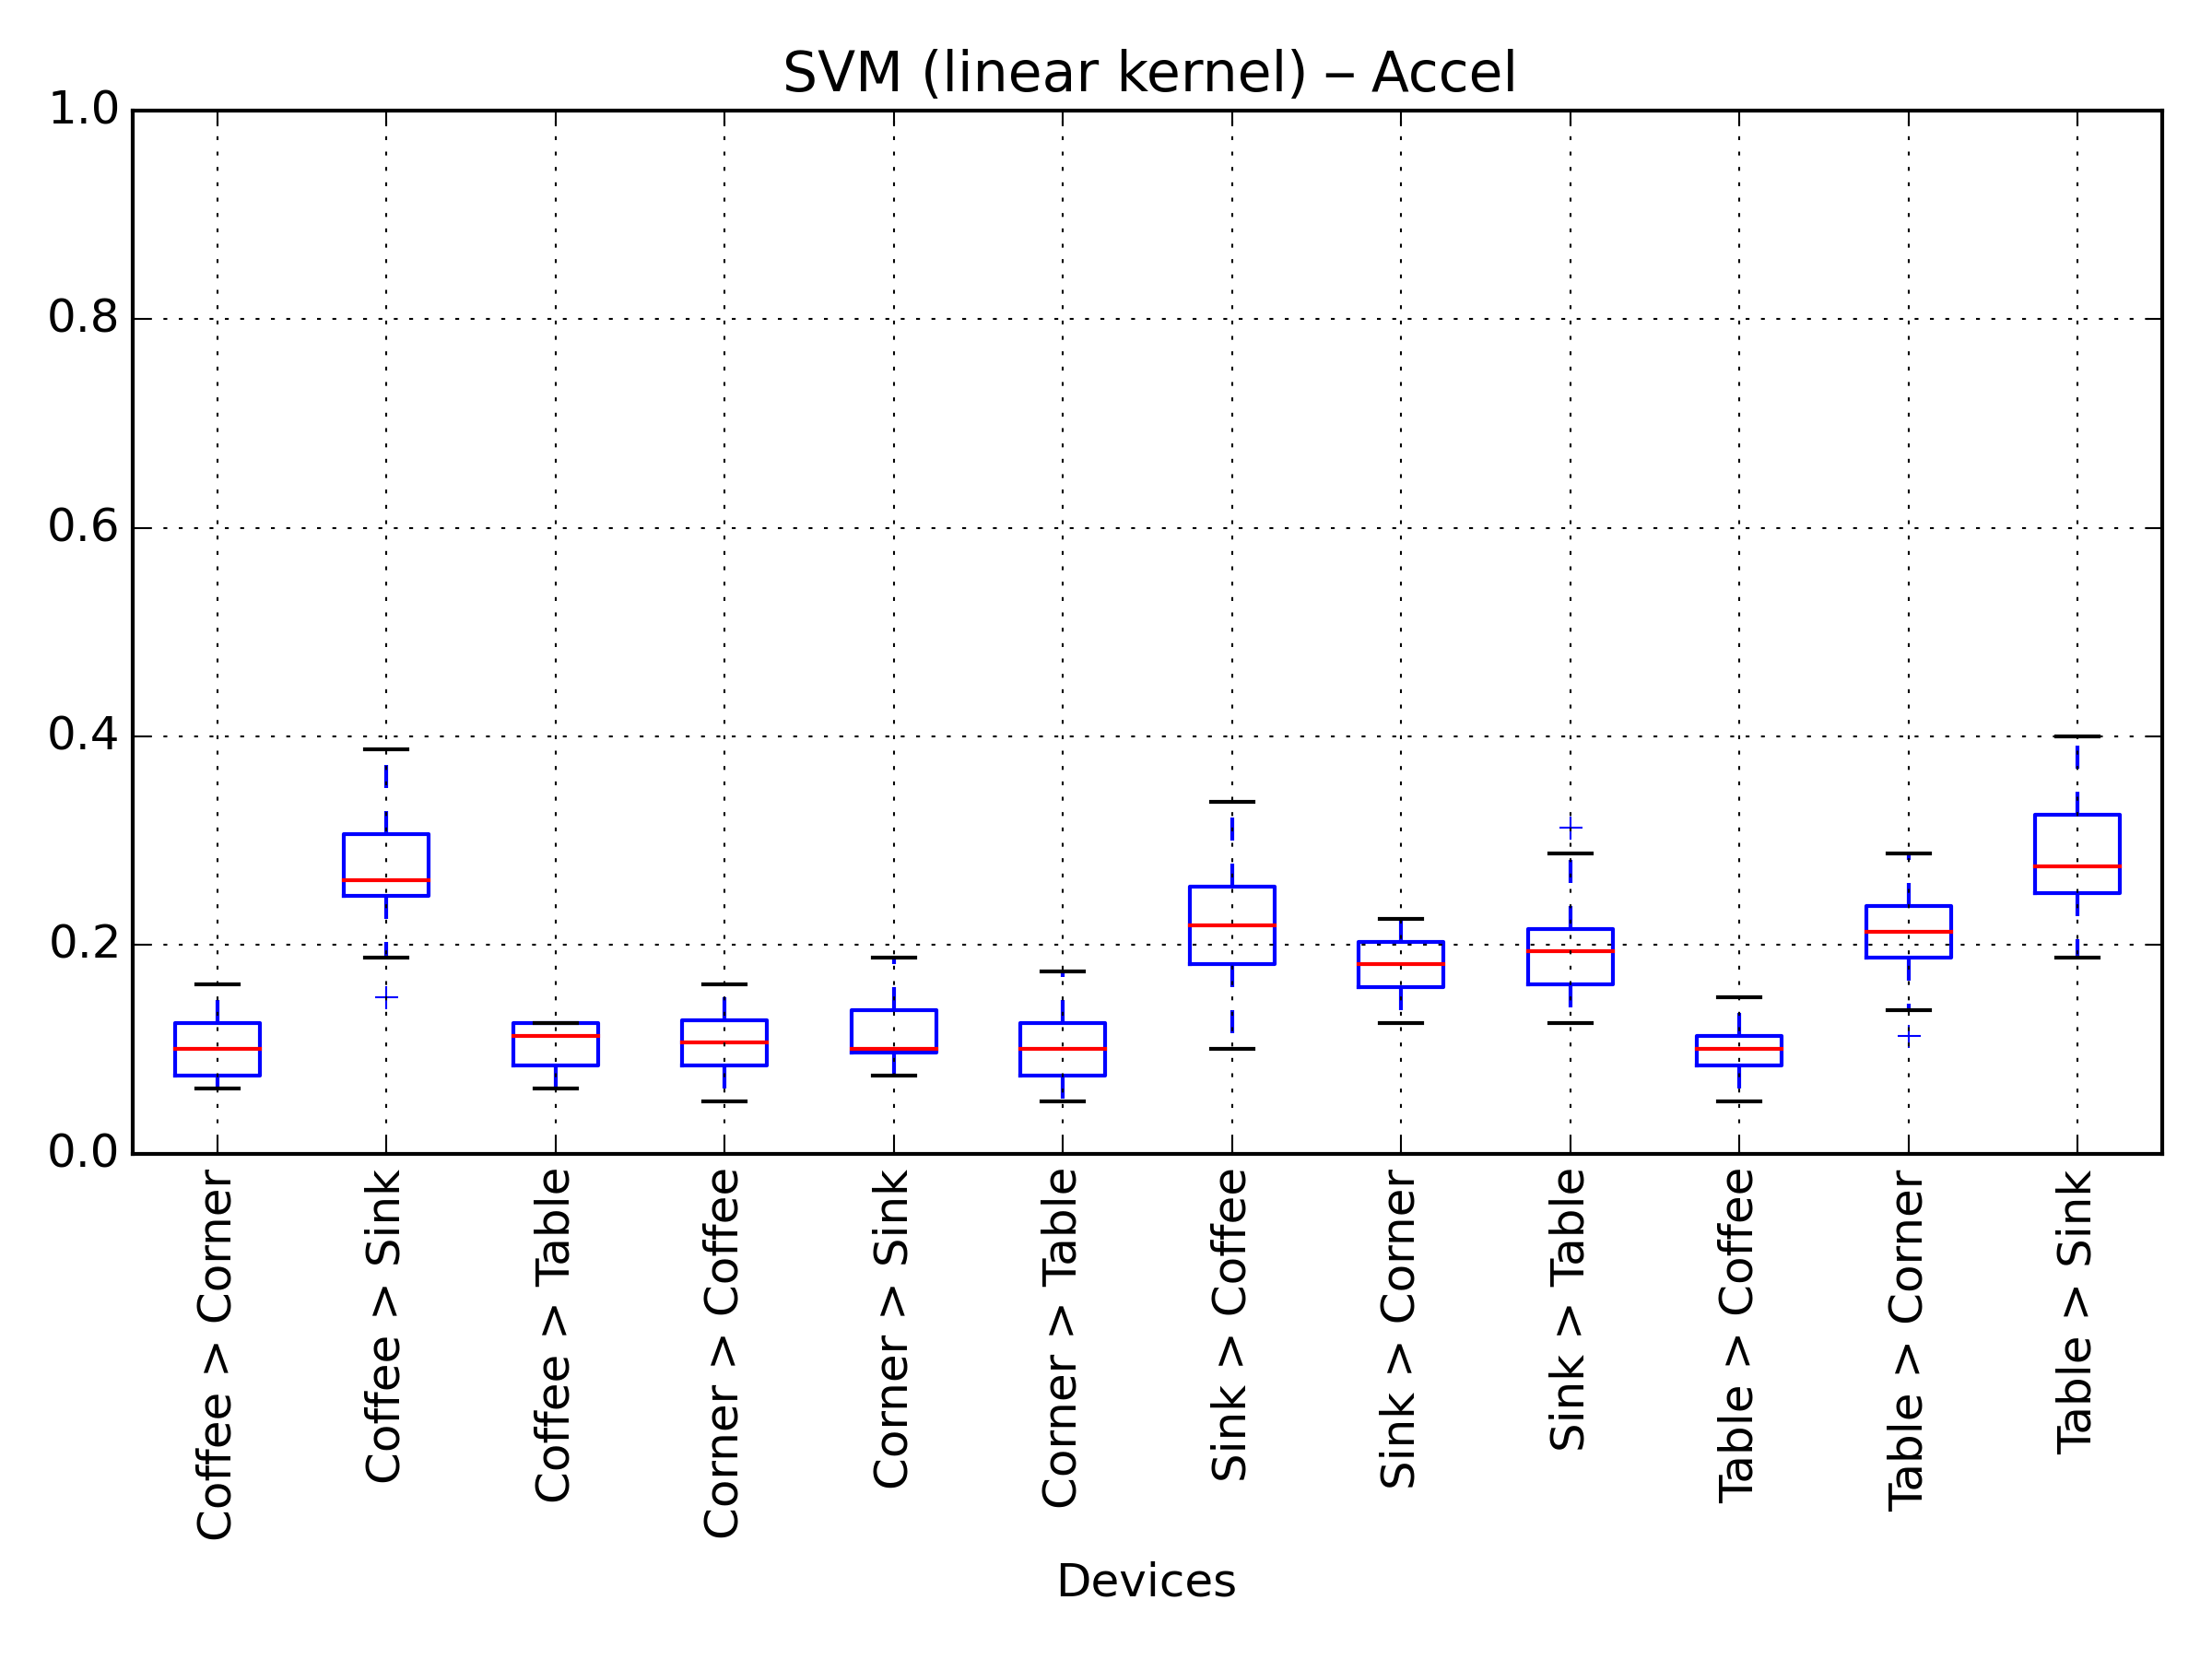 SVM (linear kernel) – Accel
1.0
0.8
0.6
0.4
0.2
0.0
Coffee > Corner
Coffee > Sink
Coffee > Table
Corner > Coffee
Corner > Sink
Corner > Table
Sink > Coffee
Sink > Corner
Sink > Table
Table > Coffee
Table > Corner
Table > Sink
Devices